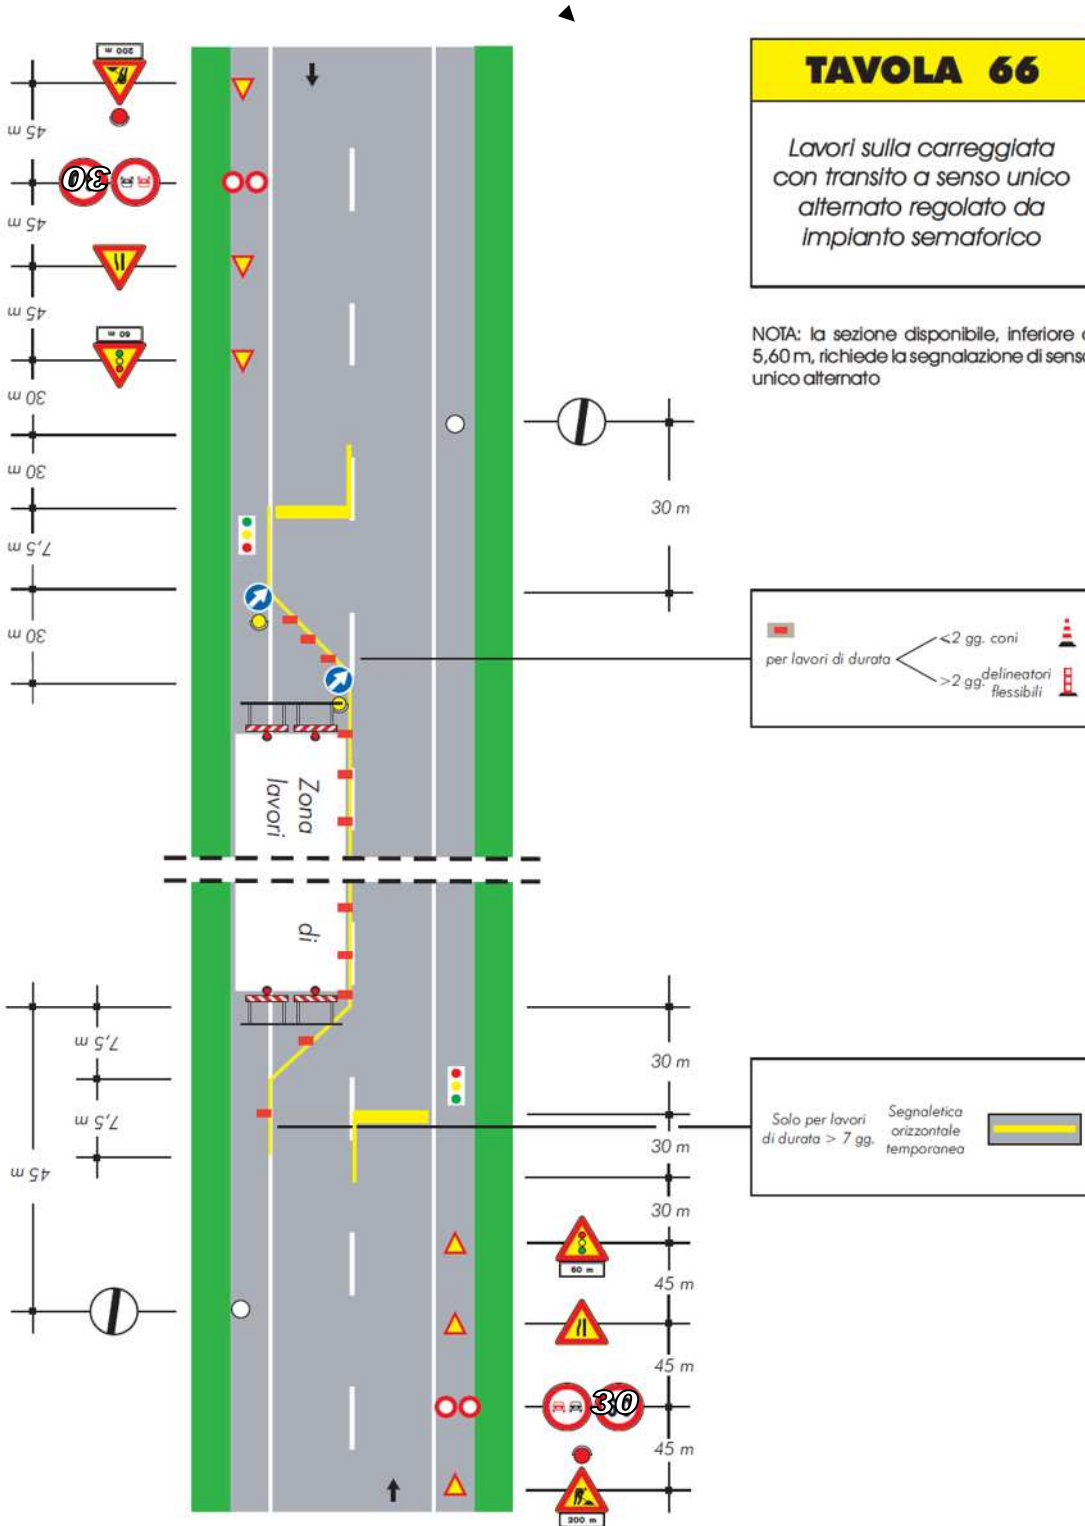 TAVOLA 66
Lavori sulla carreggiata
con transito a senso unico
alternato regolato da
impianto semaforico
NOTA: la sezione disponibile, inferiore a
5,60 m, richiede la segnalazione di senso
unico alternato
200 m
45 m
30
45 m
45 m
60 m
30 m
30 m
7,5 m
30 m
30 m
per lavori di durata
<2 gg. coni
>2 gg. delineatori
flessibili
Zona
lavori
di
7,5 m
7,5 m
45 m
30 m
30 m
30 m
Solo per lavori
di durata > 7 gg.
Segnaletica
orizzontale
temporanea
60 m
45 m
45 m
30
45 m
200 m